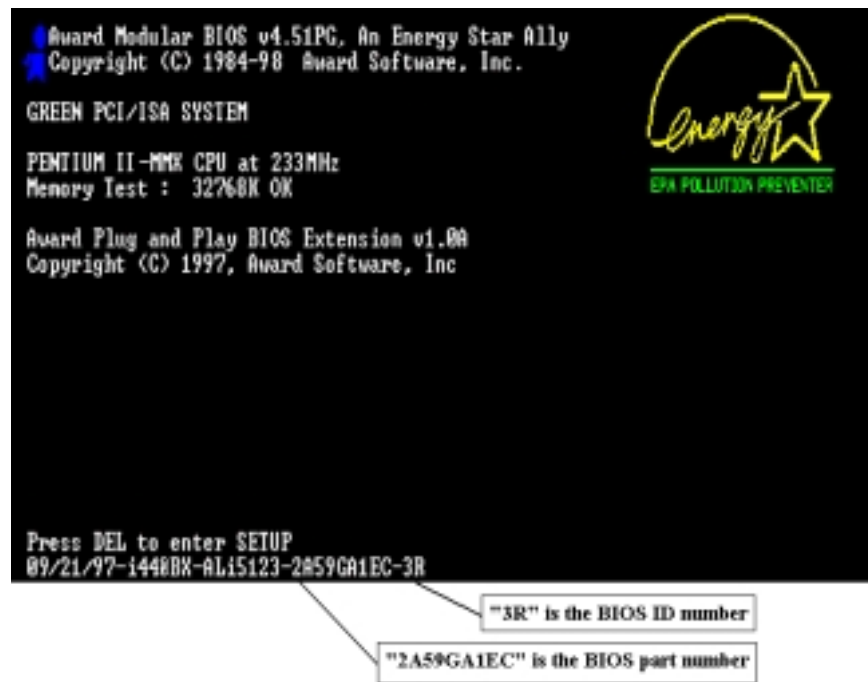 Award Modular BIOS v4.51PG, An Energy Star Ally
Copyright (C) 1984-98 Award Software, Inc.
energy
EPA POLLUTION PREVENTER
GREEN PCI/ISA SYSTEM
PENTIUM II-MMX CPU at 233MHz
Memory Test : 32768K OK
Award Plug and Play BIOS Extension v1.0A
Copyright (C) 1997, Award Software, Inc
Press DEL to enter SETUP
09/21/97-i440BX-ALi5123-2A59GA1EC-3R
"3R" is the BIOS ID number
"2A59GA1EC" is the BIOS part number